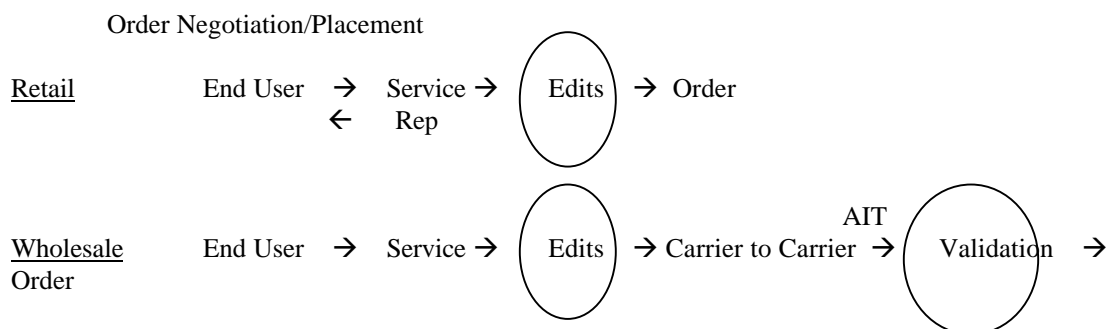 Order Negotiation/Placement
Retail End User → Service → Edits → Order
← Rep
AIT
Wholesale End User → Service → Edits → Carrier to Carrier → Validation →
Order